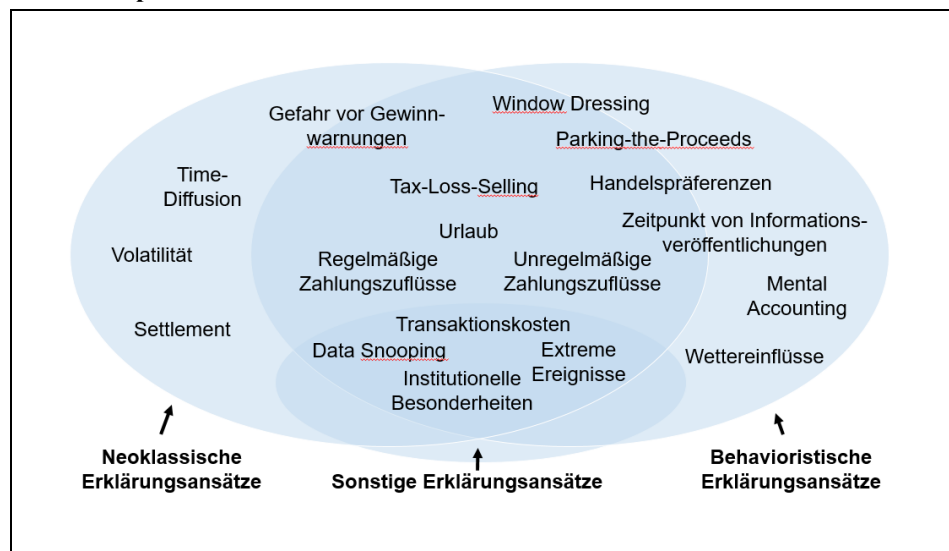 Window Dressing
Gefahr vor Gewinn-
warnungen
Parking-the-Proceeds
Time-
Diffusion
Tax-Loss-Selling
Handelspräferenzen
Urlaub
Zeitpunkt von Informations-
veröffentlichungen
Volatilität
Regelmäßige
Zahlungszuflüsse
Unregelmäßige
Zahlungszuflüsse
Mental
Accounting
Settlement
Transaktionskosten
Data Snooping
Extreme
Ereignisse
Wettereinflüsse
Institutionelle
Besonderheiten
Neoklassische
Erklärungsansätze
Sonstige Erklärungsansätze
Behavioristische
Erklärungsansätze